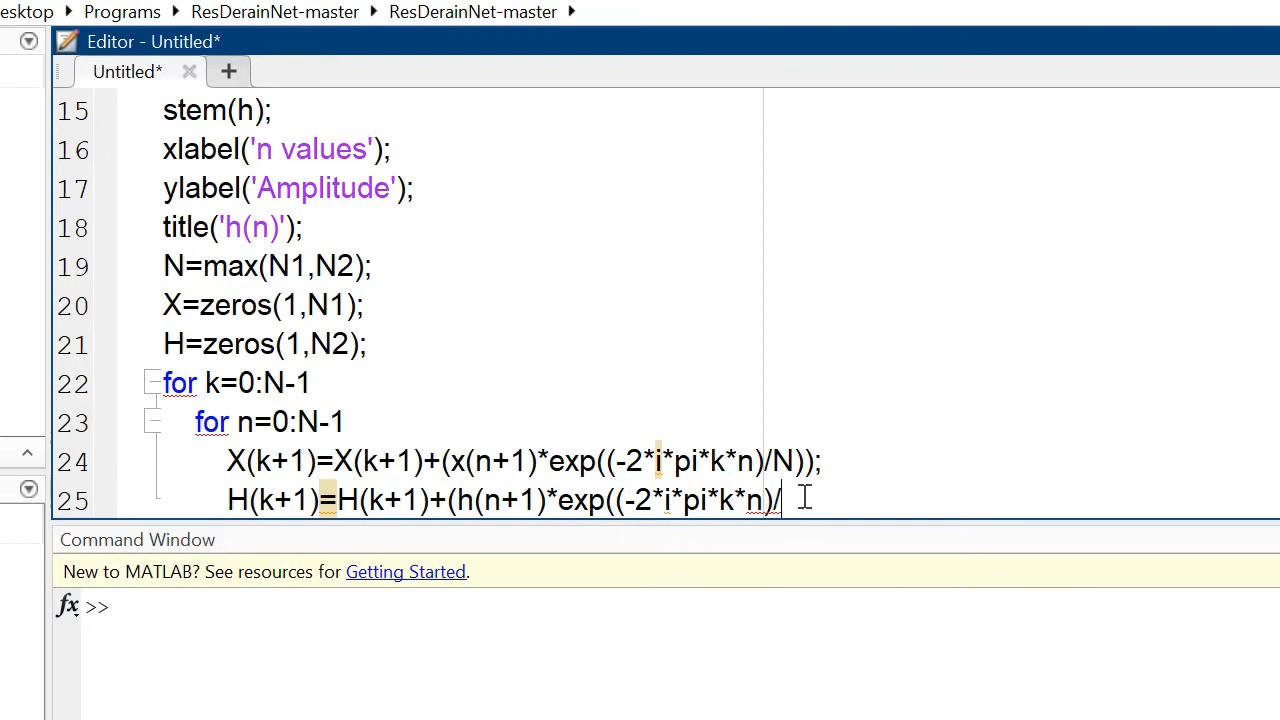 esktop Programs ResDerainNet-master ResDerainNet-master
Editor - Untitled*
Untitled*
15 stem(h);
16 xlabel('n values');
17 ylabel('Amplitude');
18 title('h(n)');
19 N=max(N1,N2);
20 X=zeros(1,N1);
21 H=zeros(1,N2);
22 for k=0:N-1
23 for n=0:N-1
24 X(k+1)=X(k+1)+(x(n+1)*exp((-2*i*pi*k*n)/N));
25 H(k+1)=H(k+1)+(h(n+1)*exp((-2*i*pi*k*n)/
Command Window
New to MATLAB? See resources for Getting Started.
fx >>